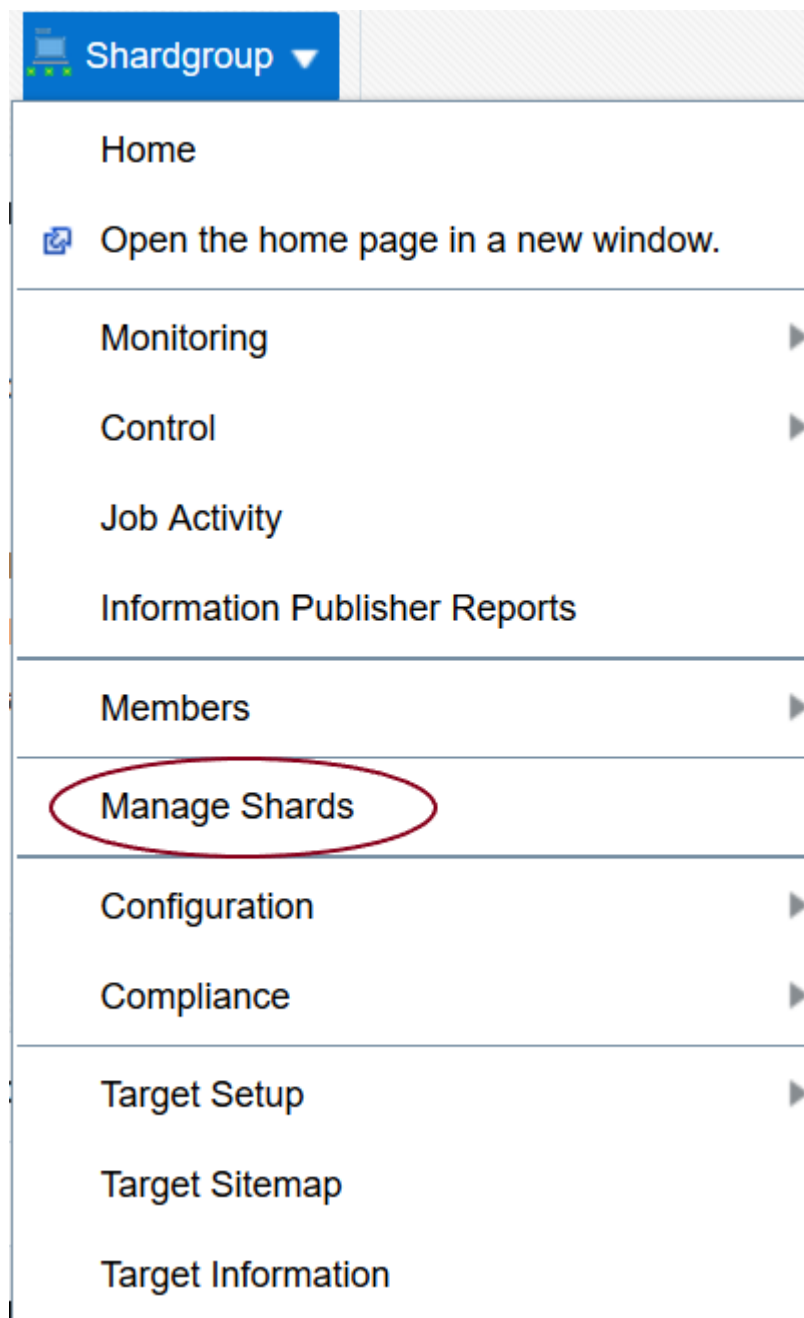 Shardgroup
Home
Open the home page in a new window.
Monitoring
Control
Job Activity
Information Publisher Reports
Members
Manage Shards
Configuration
Compliance
Target Setup
Target Sitemap
Target Information